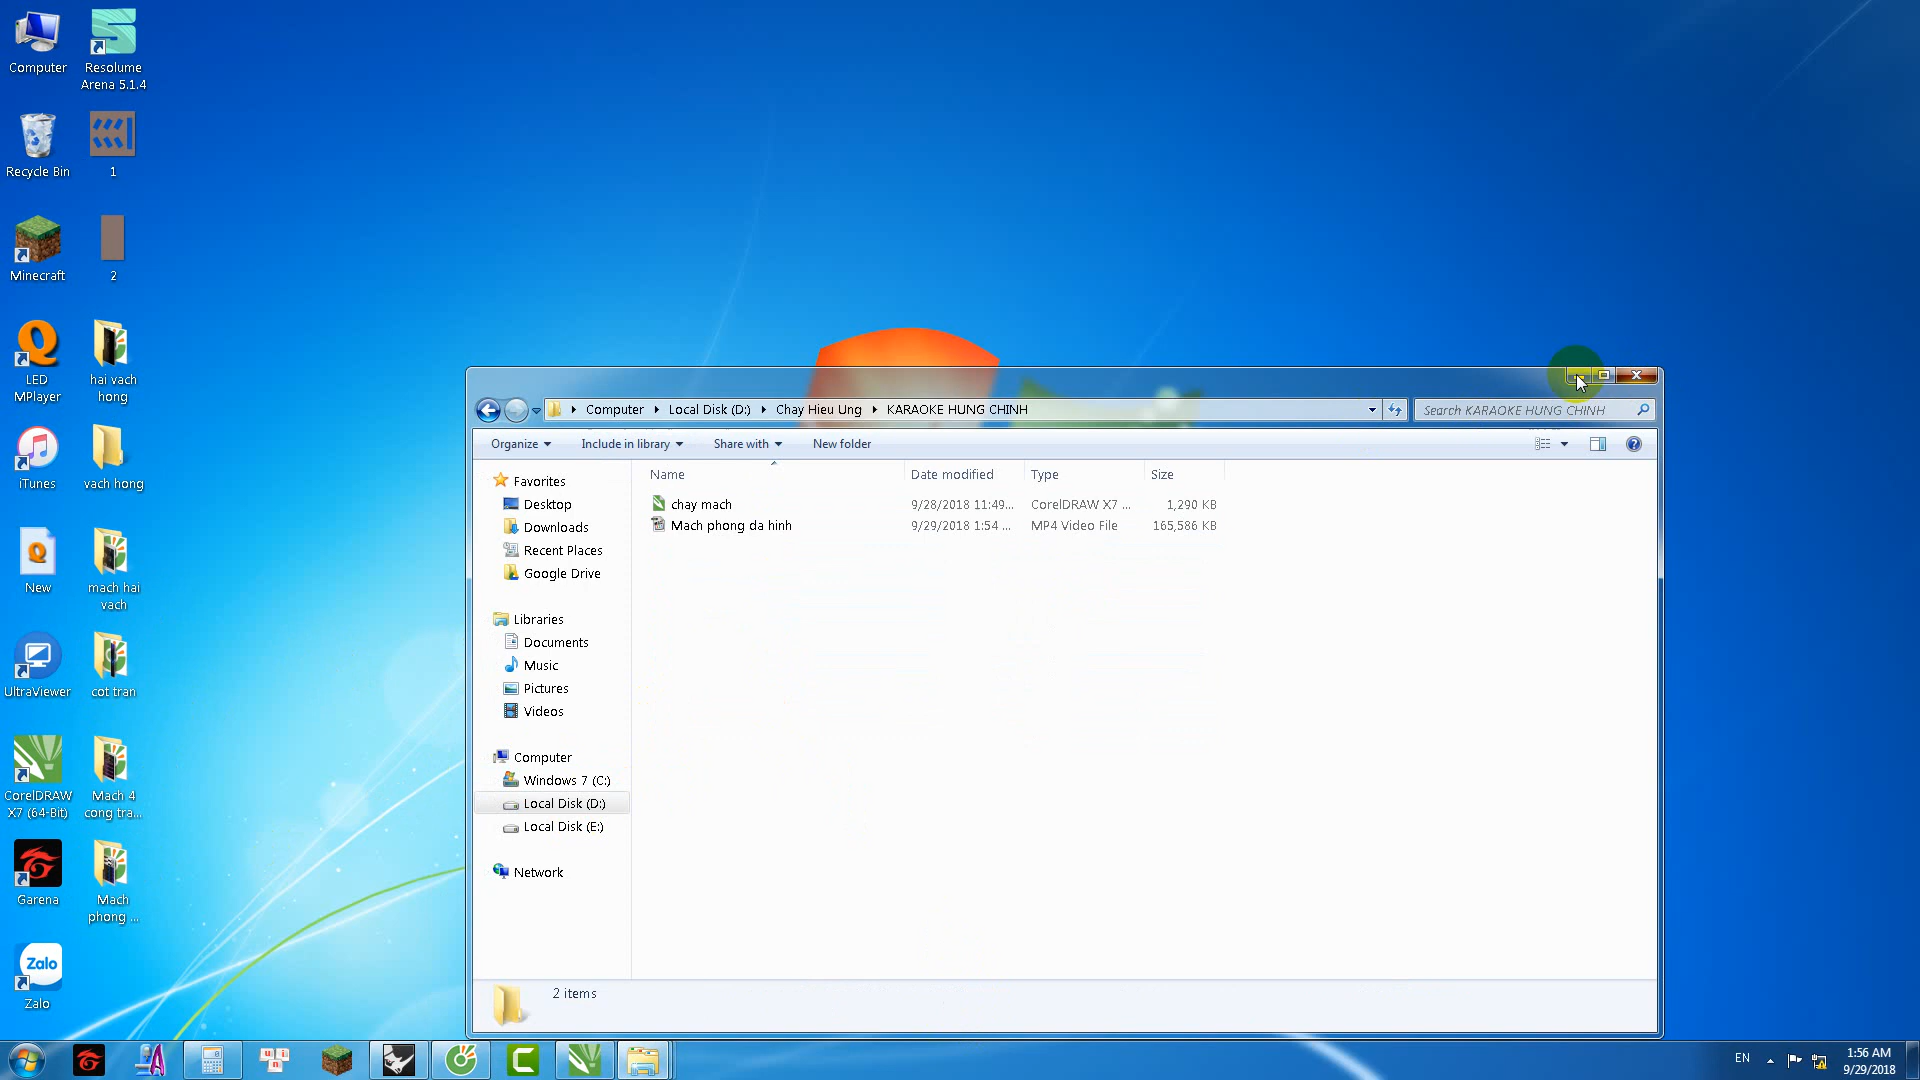 Computer
Resolume
Arena 5.1.4
Recycle Bin
1
Minecraft
2
LED
MPlayer
hai vach
hong
iTunes
vach hong
New
mach hai
vach
UltraViewer
cot tran
CorelDRAW
X7 (64-Bit)
Mach 4
cong tra...
Garena
Mach
phong ...
Zalo
Zalo
Computer Local Disk (D:) Chay Hieu Ung KARAOKE HUNG CHINH
Search KARAOKE HUNG CHINH
Organize Include in library Share with New folder
Name Date modified Type Size
chay mach 9/28/2018 11:49... CorelDRAW X7 ... 1,290 KB
Mach phong da hinh 9/29/2018 1:54 ... MP4 Video File 165,586 KB
Favorites
Desktop
Downloads
Recent Places
Google Drive
Libraries
Documents
Music
Pictures
Videos
Computer
Windows 7 (C:)
Local Disk (D:)
Local Disk (E:)
Network
2 items
EN
1:56 AM
9/29/2018